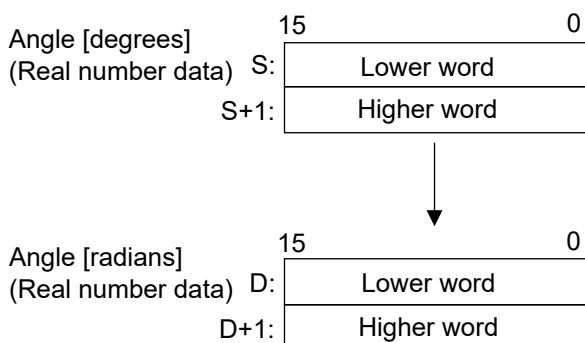 15 0
Angle [degrees]
(Real number data) S: Lower word
S+1: Higher word
15 0
Angle [radians]
(Real number data) D: Lower word
D+1: Higher word